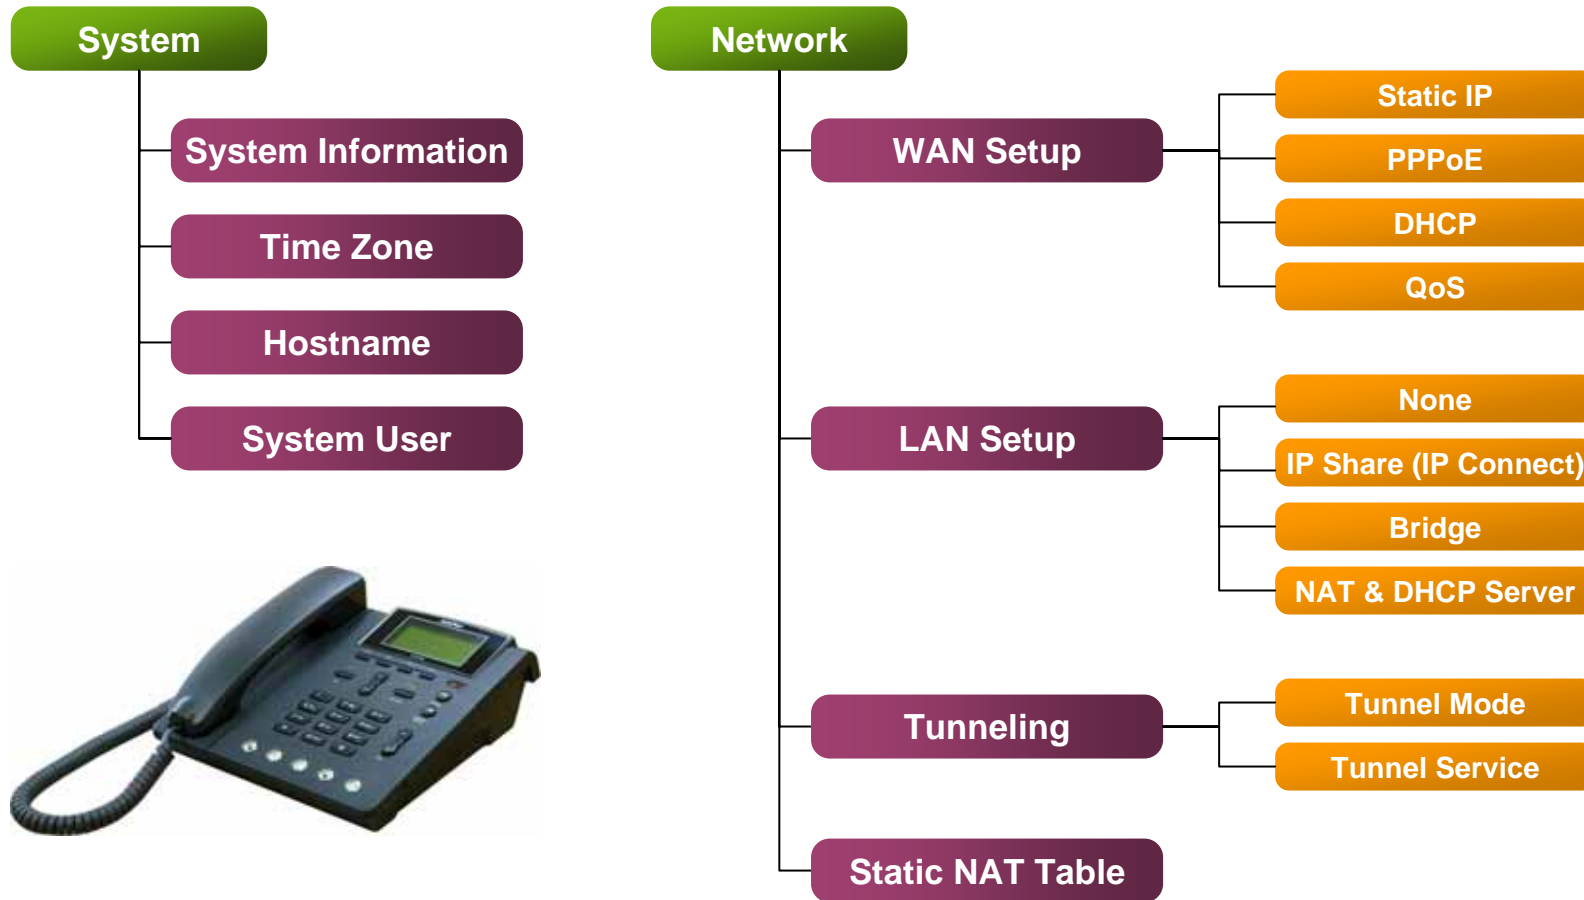 System
System Information
Time Zone
Hostname
System User
Network
WAN Setup
Static IP
PPPoE
DHCP
QoS
LAN Setup
None
IP Share (IP Connect)
Bridge
NAT & DHCP Server
Tunneling
Tunnel Mode
Tunnel Service
Static NAT Table